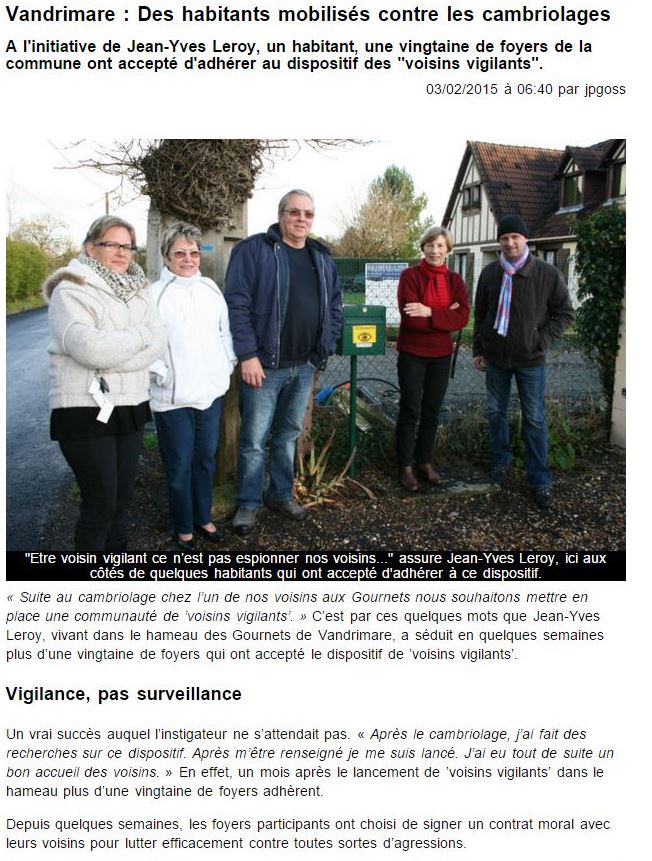 Vandrimare : Des habitants mobilisés contre les cambriolages
A l'initiative de Jean-Yves Leroy, un habitant, une vingtaine de foyers de la
commune ont accepté d'adhérer au dispositif des "voisins vigilants".
03/02/2015 à 06:40 par jpgoss
"Etre voisin vigilant ce n'est pas espionner nos voisins..." assure Jean-Yves Leroy, ici aux
côtés de quelques habitants qui ont accepté d'adhérer à ce dispositif.
« Suite au cambriolage chez l'un de nos voisins aux Gournets nous souhaitons mettre en
place une communauté de 'voisins vigilants'. » C'est par ces quelques mots que Jean-Yves
Leroy, vivant dans le hameau des Gournets de Vandrimare, a séduit en quelques semaines
plus d'une vingtaine de foyers qui ont accepté le dispositif de 'voisins vigilants'.
Vigilance, pas surveillance
Un vrai succès auquel l'instigateur ne s'attendait pas. « Après le cambriolage, j'ai fait des
recherches sur ce dispositif. Après m'être renseigné je me suis lancé. J'ai eu tout de suite un
bon accueil des voisins. » En effet, un mois après le lancement de 'voisins vigilants' dans le
hameau plus d'une vingtaine de foyers adhèrent.
Depuis quelques semaines, les foyers participants ont choisi de signer un contrat moral avec
leurs voisins pour lutter efficacement contre toutes sortes d'agressions.